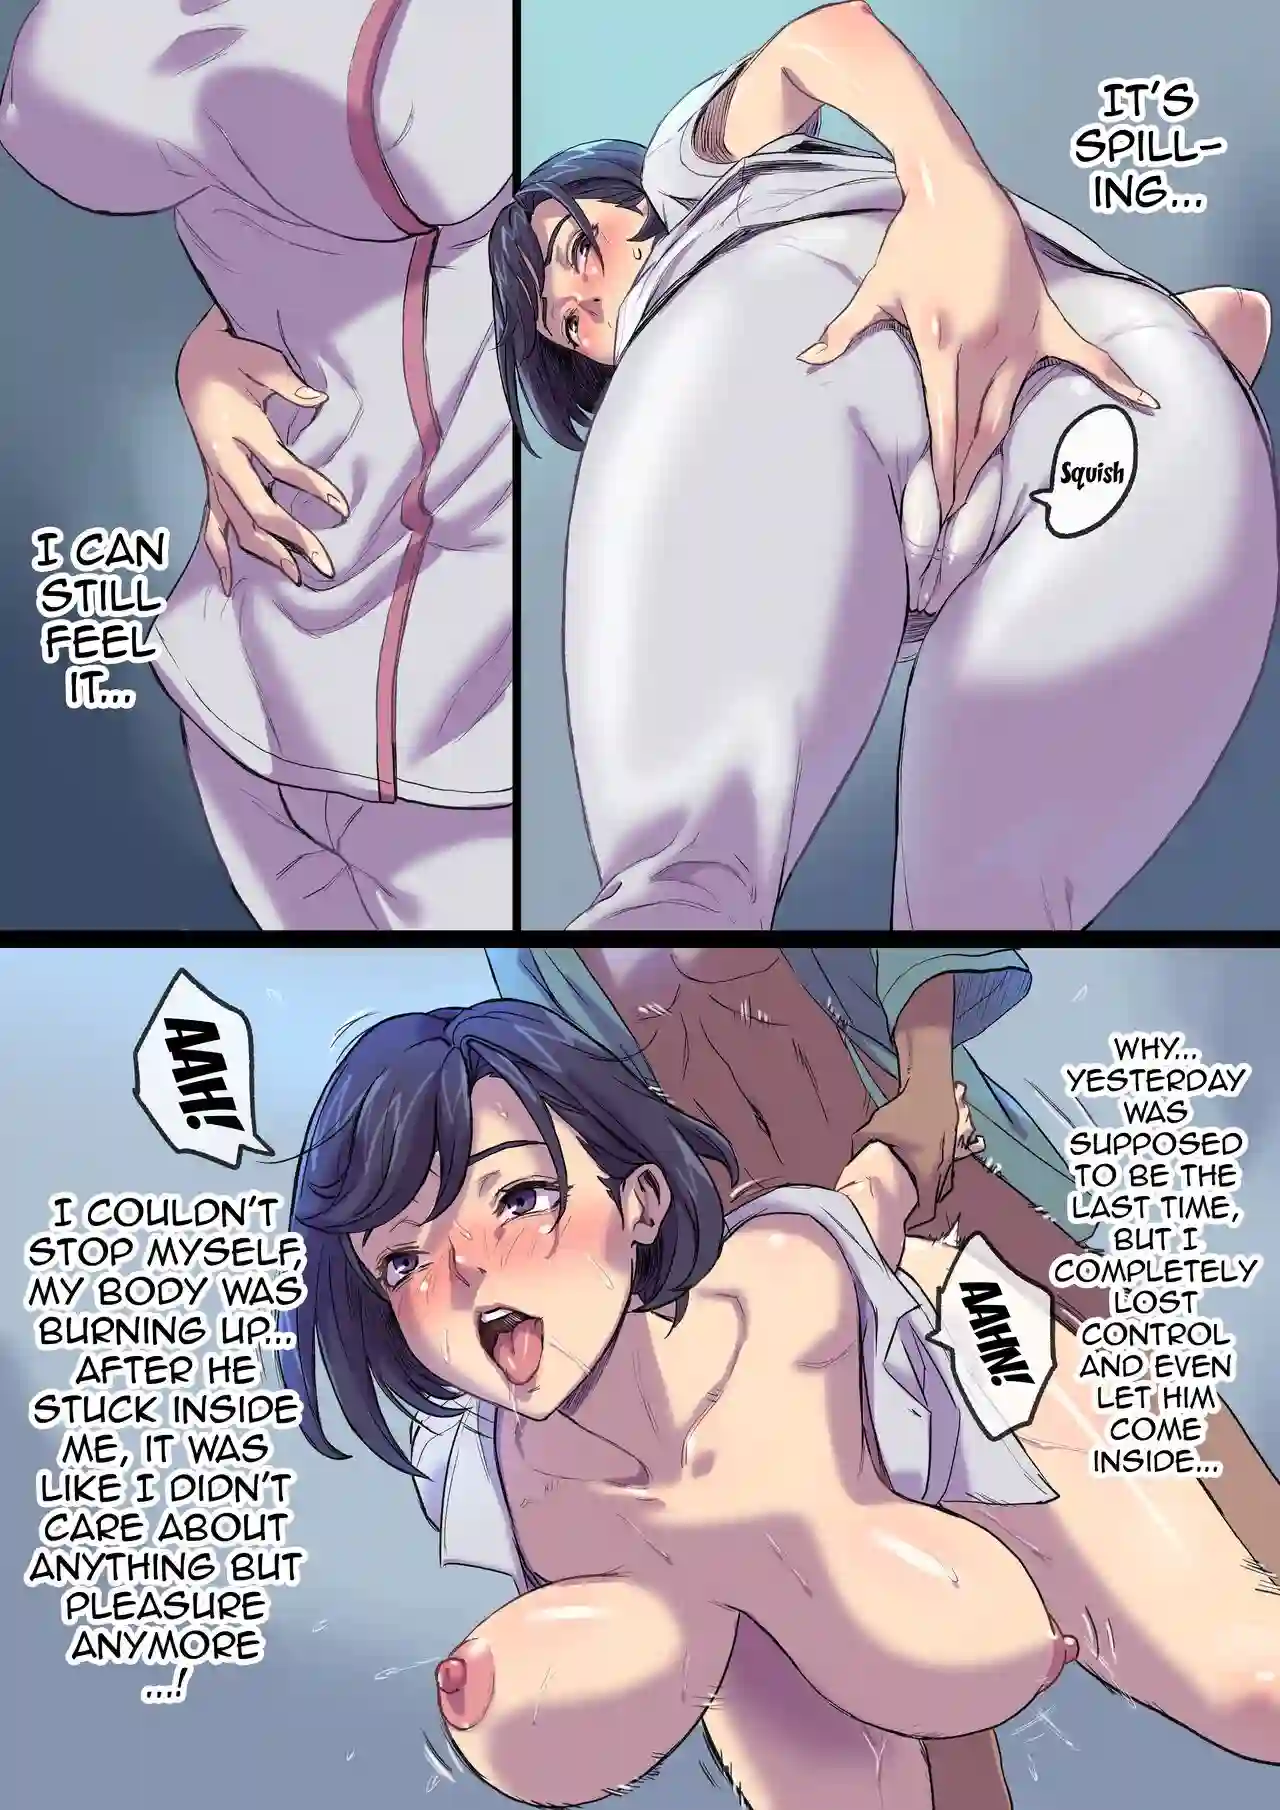 IT'S
SPILL-
ING...
Squish
I CAN
STILL
FEEL
IT...
WHY...
YESTERDAY
WAS
SUPPOSED
TO BE THE
LAST TIME,
BUT I
COMPLETELY
LOST
CONTROL
AND EVEN
LET HIM
COME
INSIDE...
AAH!
AAHN!
I COULDN'T
STOP MYSELF,
MY BODY WAS
BURNING UP...
AFTER HE
STUCK INSIDE
ME, IT WAS
LIKE I DIDN'T
CARE ABOUT
ANYTHING BUT
PLEASURE
ANYMORE
...!